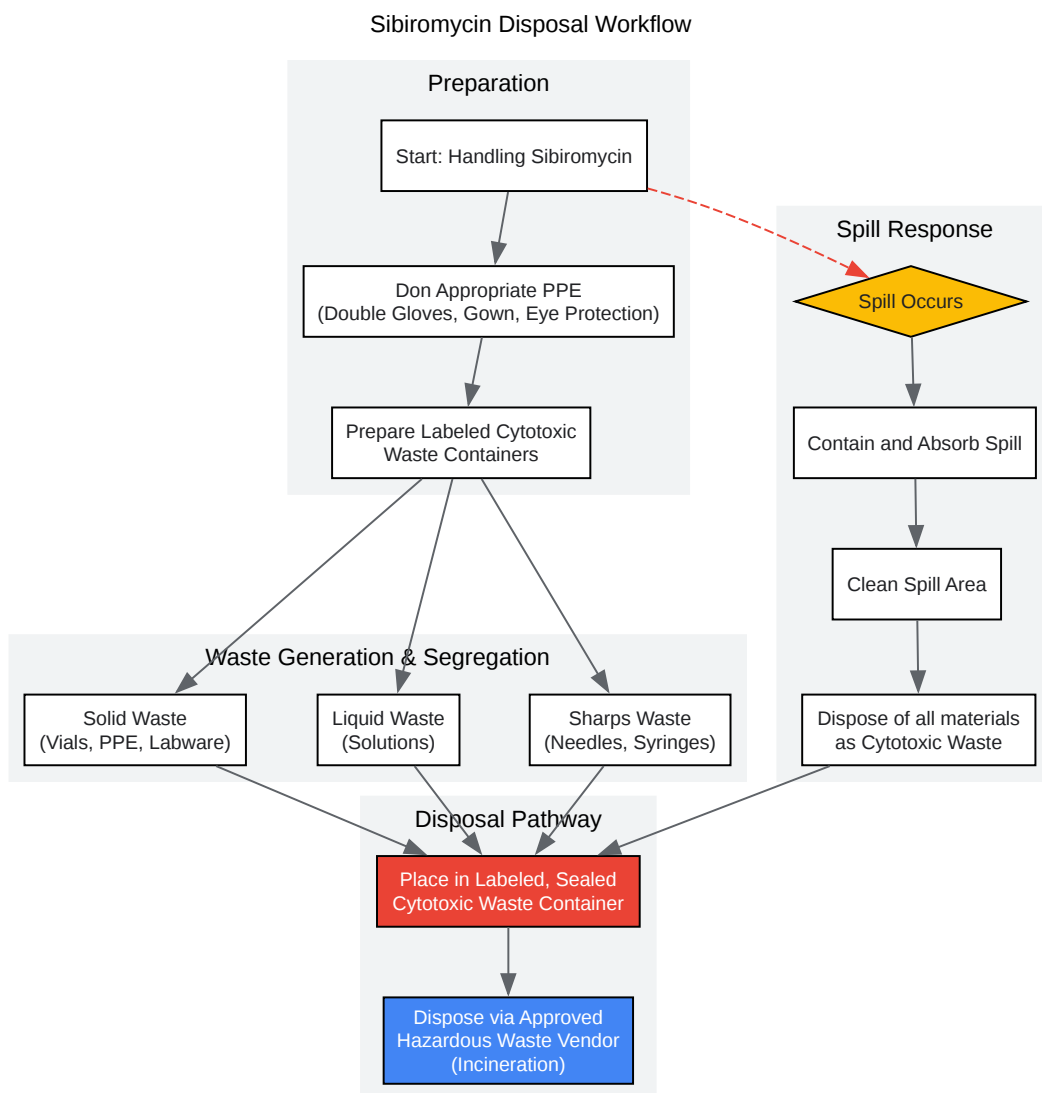 Sibiromycin Disposal Workflow
Preparation
Start: Handling Sibiromycin
Don Appropriate PPE
(Double Gloves, Gown, Eye Protection)
Prepare Labeled Cytotoxic
Waste Containers
Spill Response
Spill Occurs
Contain and Absorb Spill
Clean Spill Area
Dispose of all materials
as Cytotoxic Waste
Waste Generation & Segregation
Solid Waste
(Vials, PPE, Labware)
Liquid Waste
(Solutions)
Sharps Waste
(Needles, Syringes)
Disposal Pathway
Place in Labeled, Sealed
Cytotoxic Waste Container
Dispose via Approved
Hazardous Waste Vendor
(Incineration)